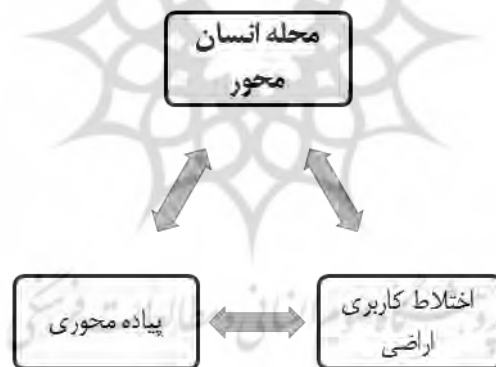 محله انسان
محور
اختلاط کاربری
اراضی
پیاده محوری